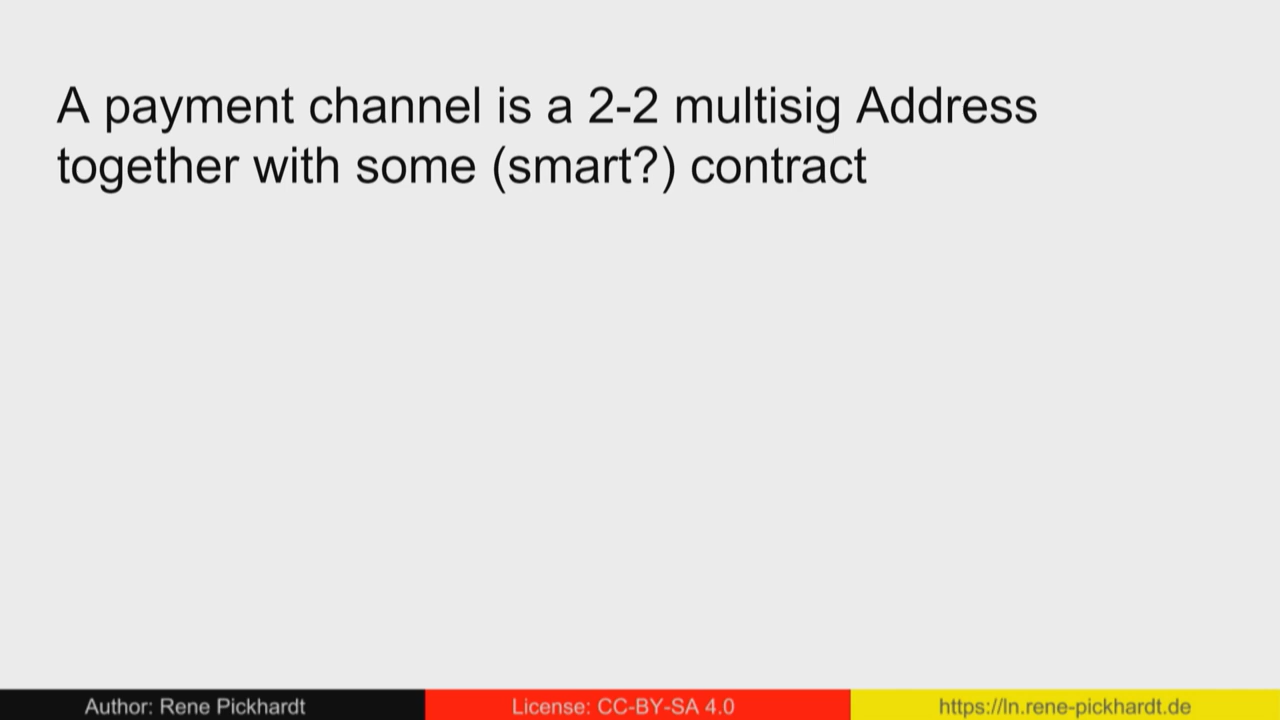 A payment channel is a 2-2 multisig Address
together with some (smart?) contract
Author: Rene Pickhardt
License: CC-BY-SA 4.0
https://ln.rene-pickhardt.de